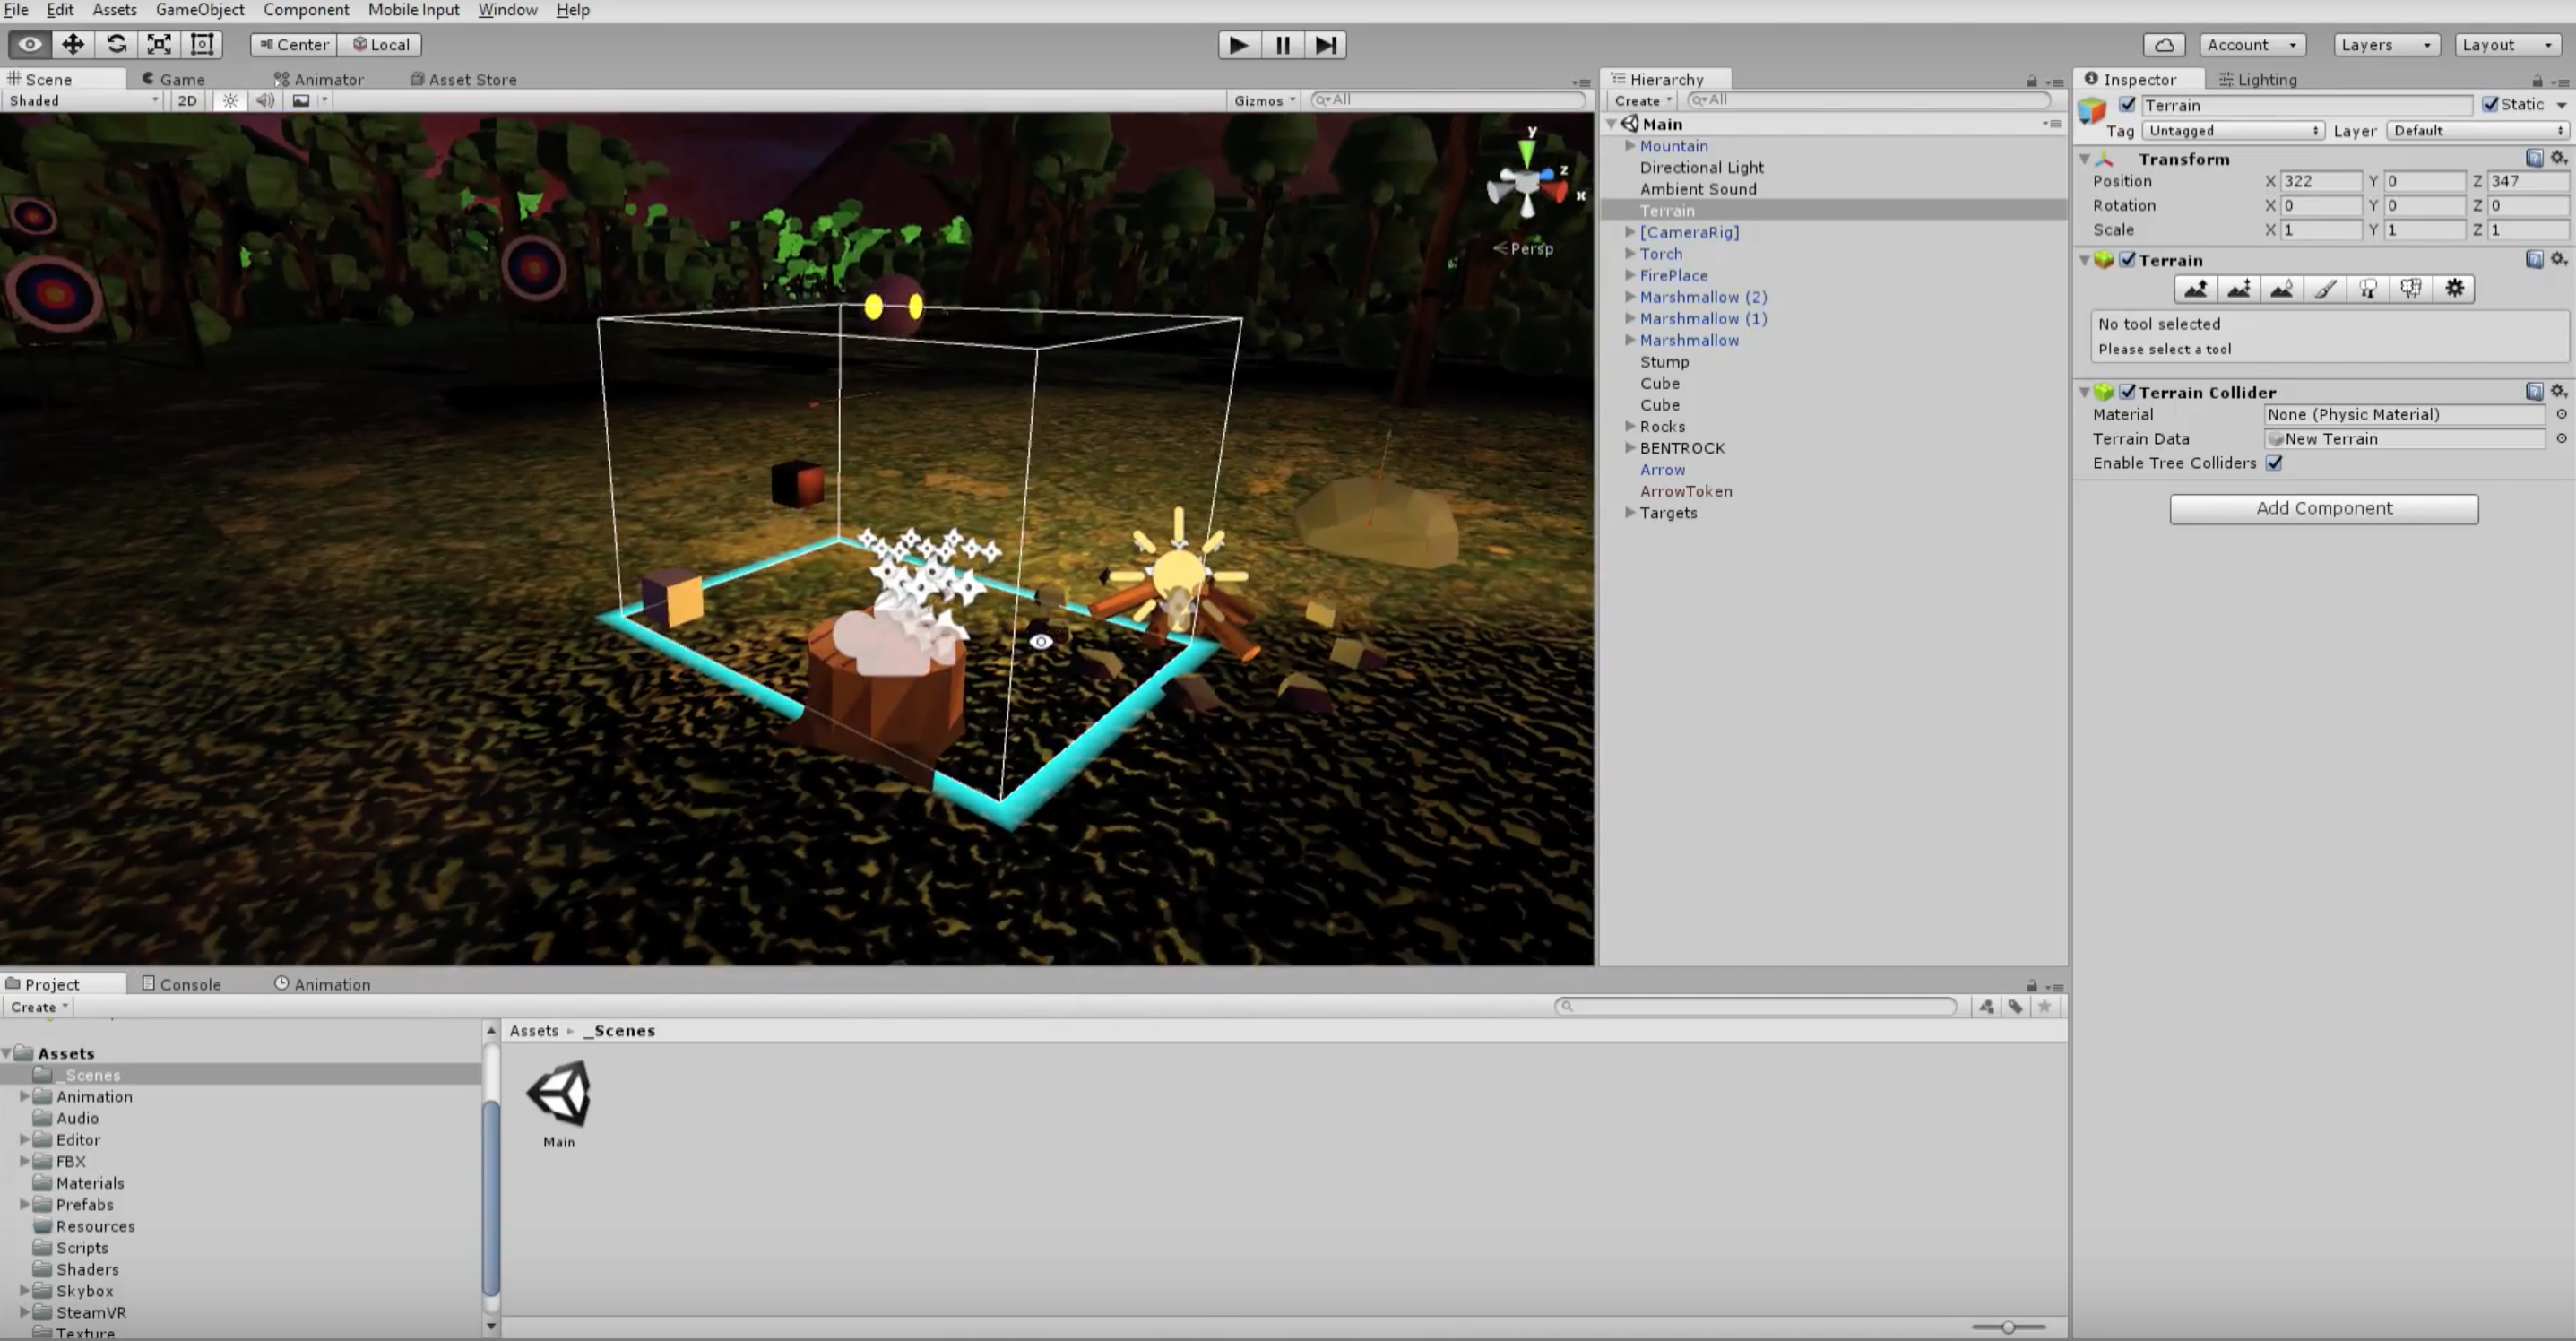 File Edit Assets GameObject Component Mobile Input Window Help
Center Local
Account Layers Layout
Scene Game Animator Asset Store
Shaded 2D Gizmos All
y
z
x
Persp
Hierarchy
Create All
Main
Mountain
Directional Light
Ambient Sound
Terrain
[CameraRig]
Torch
FirePlace
Marshmallow (2)
Marshmallow (1)
Marshmallow
Stump
Cube
Cube
Rocks
BENTROCK
Arrow
ArrowToken
Targets
Inspector Lighting
Terrain Static
Tag Untagged Layer Default
Transform
Position X 322 Y 0 Z 347
Rotation X 0 Y 0 Z 0
Scale X 1 Y 1 Z 1
Terrain
No tool selected
Please select a tool
Terrain Collider
Material None (Physic Material)
Terrain Data New Terrain
Enable Tree Colliders
Add Component
Project Console Animation
Create
Assets
_Scenes
Animation
Audio
Editor
FBX
Materials
Prefabs
Resources
Scripts
Shaders
Skybox
SteamVR
Texture
Assets _Scenes
Main